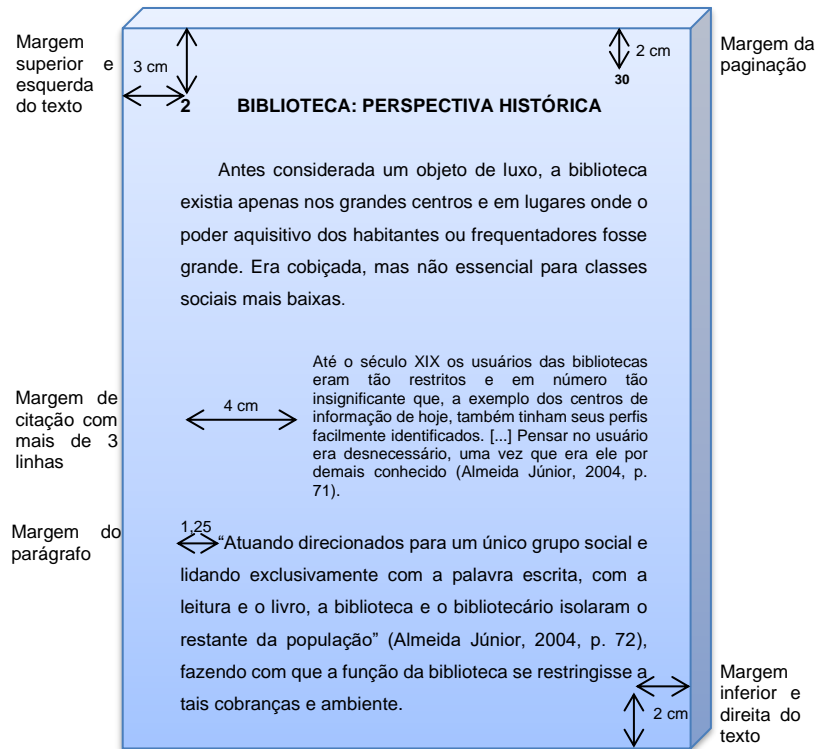 Margem
superior e
esquerda
do texto
3 cm
2 cm
30
Margem da
paginação
2 BIBLIOTECA: PERSPECTIVA HISTÓRICA
Antes considerada um objeto de luxo, a biblioteca
existia apenas nos grandes centros e em lugares onde o
poder aquisitivo dos habitantes ou frequentadores fosse
grande. Era cobiçada, mas não essencial para classes
sociais mais baixas.
Margem de
citação com
mais de 3
linhas
4 cm
Até o século XIX os usuários das bibliotecas
eram tão restritos e em número tão
insignificante que, a exemplo dos centros de
informação de hoje, também tinham seus perfis
facilmente identificados. [...] Pensar no usuário
era desnecessário, uma vez que era ele por
demais conhecido (Almeida Júnior, 2004, p.
71).
Margem do
parágrafo
1,25
“Atuando direcionados para um único grupo social e
lidando exclusivamente com a palavra escrita, com a
leitura e o livro, a biblioteca e o bibliotecário isolaram o
restante da população” (Almeida Júnior, 2004, p. 72),
fazendo com que a função da biblioteca se restringisse a
tais cobranças e ambiente.
2 cm
Margem
inferior e
direita do
texto